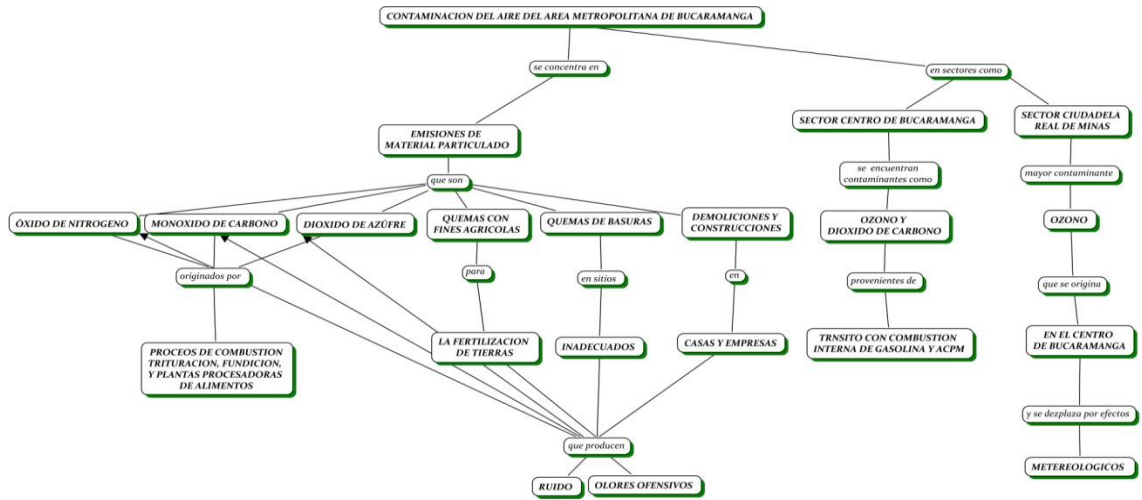 CONTAMINACION DEL AIRE DEL AREA METROPOLITANA DE BUCARAMANGA
se concentra en
en sectores como
EMISIONES DE
MATERIAL PARTICULADO
SECTOR CENTRO DE BUCARAMANGA
SECTOR CIUDADELA
REAL DE MINAS
que son
se encuentran
contaminantes como
mayor contaminante
ÓXIDO DE NITROGENO
MONOXIDO DE CARBONO
DIOXIDO DE AZÚFRE
QUEMAS CON
FINES AGRICOLAS
QUEMAS DE BASURAS
DEMOLICIONES Y
CONSTRUCCIONES
OZONO Y
DIOXIDO DE CARBONO
OZONO
originados por
para
en sitios
en
provenientes de
que se origina
PROCEOS DE COMBUSTION
TRITURACION, FUNDICION,
Y PLANTAS PROCESADORAS
DE ALIMENTOS
LA FERTILIZACION
DE TIERRAS
INADECUADOS
CASAS Y EMPRESAS
TRNSITO CON COMBUSTION
INTERNA DE GASOLINA Y ACPM
EN EL CENTRO
DE BUCARAMANGA
que producen
y se dezplaza por efectos
RUIDO
OLORES OFENSIVOS
METEREOLOGICOS